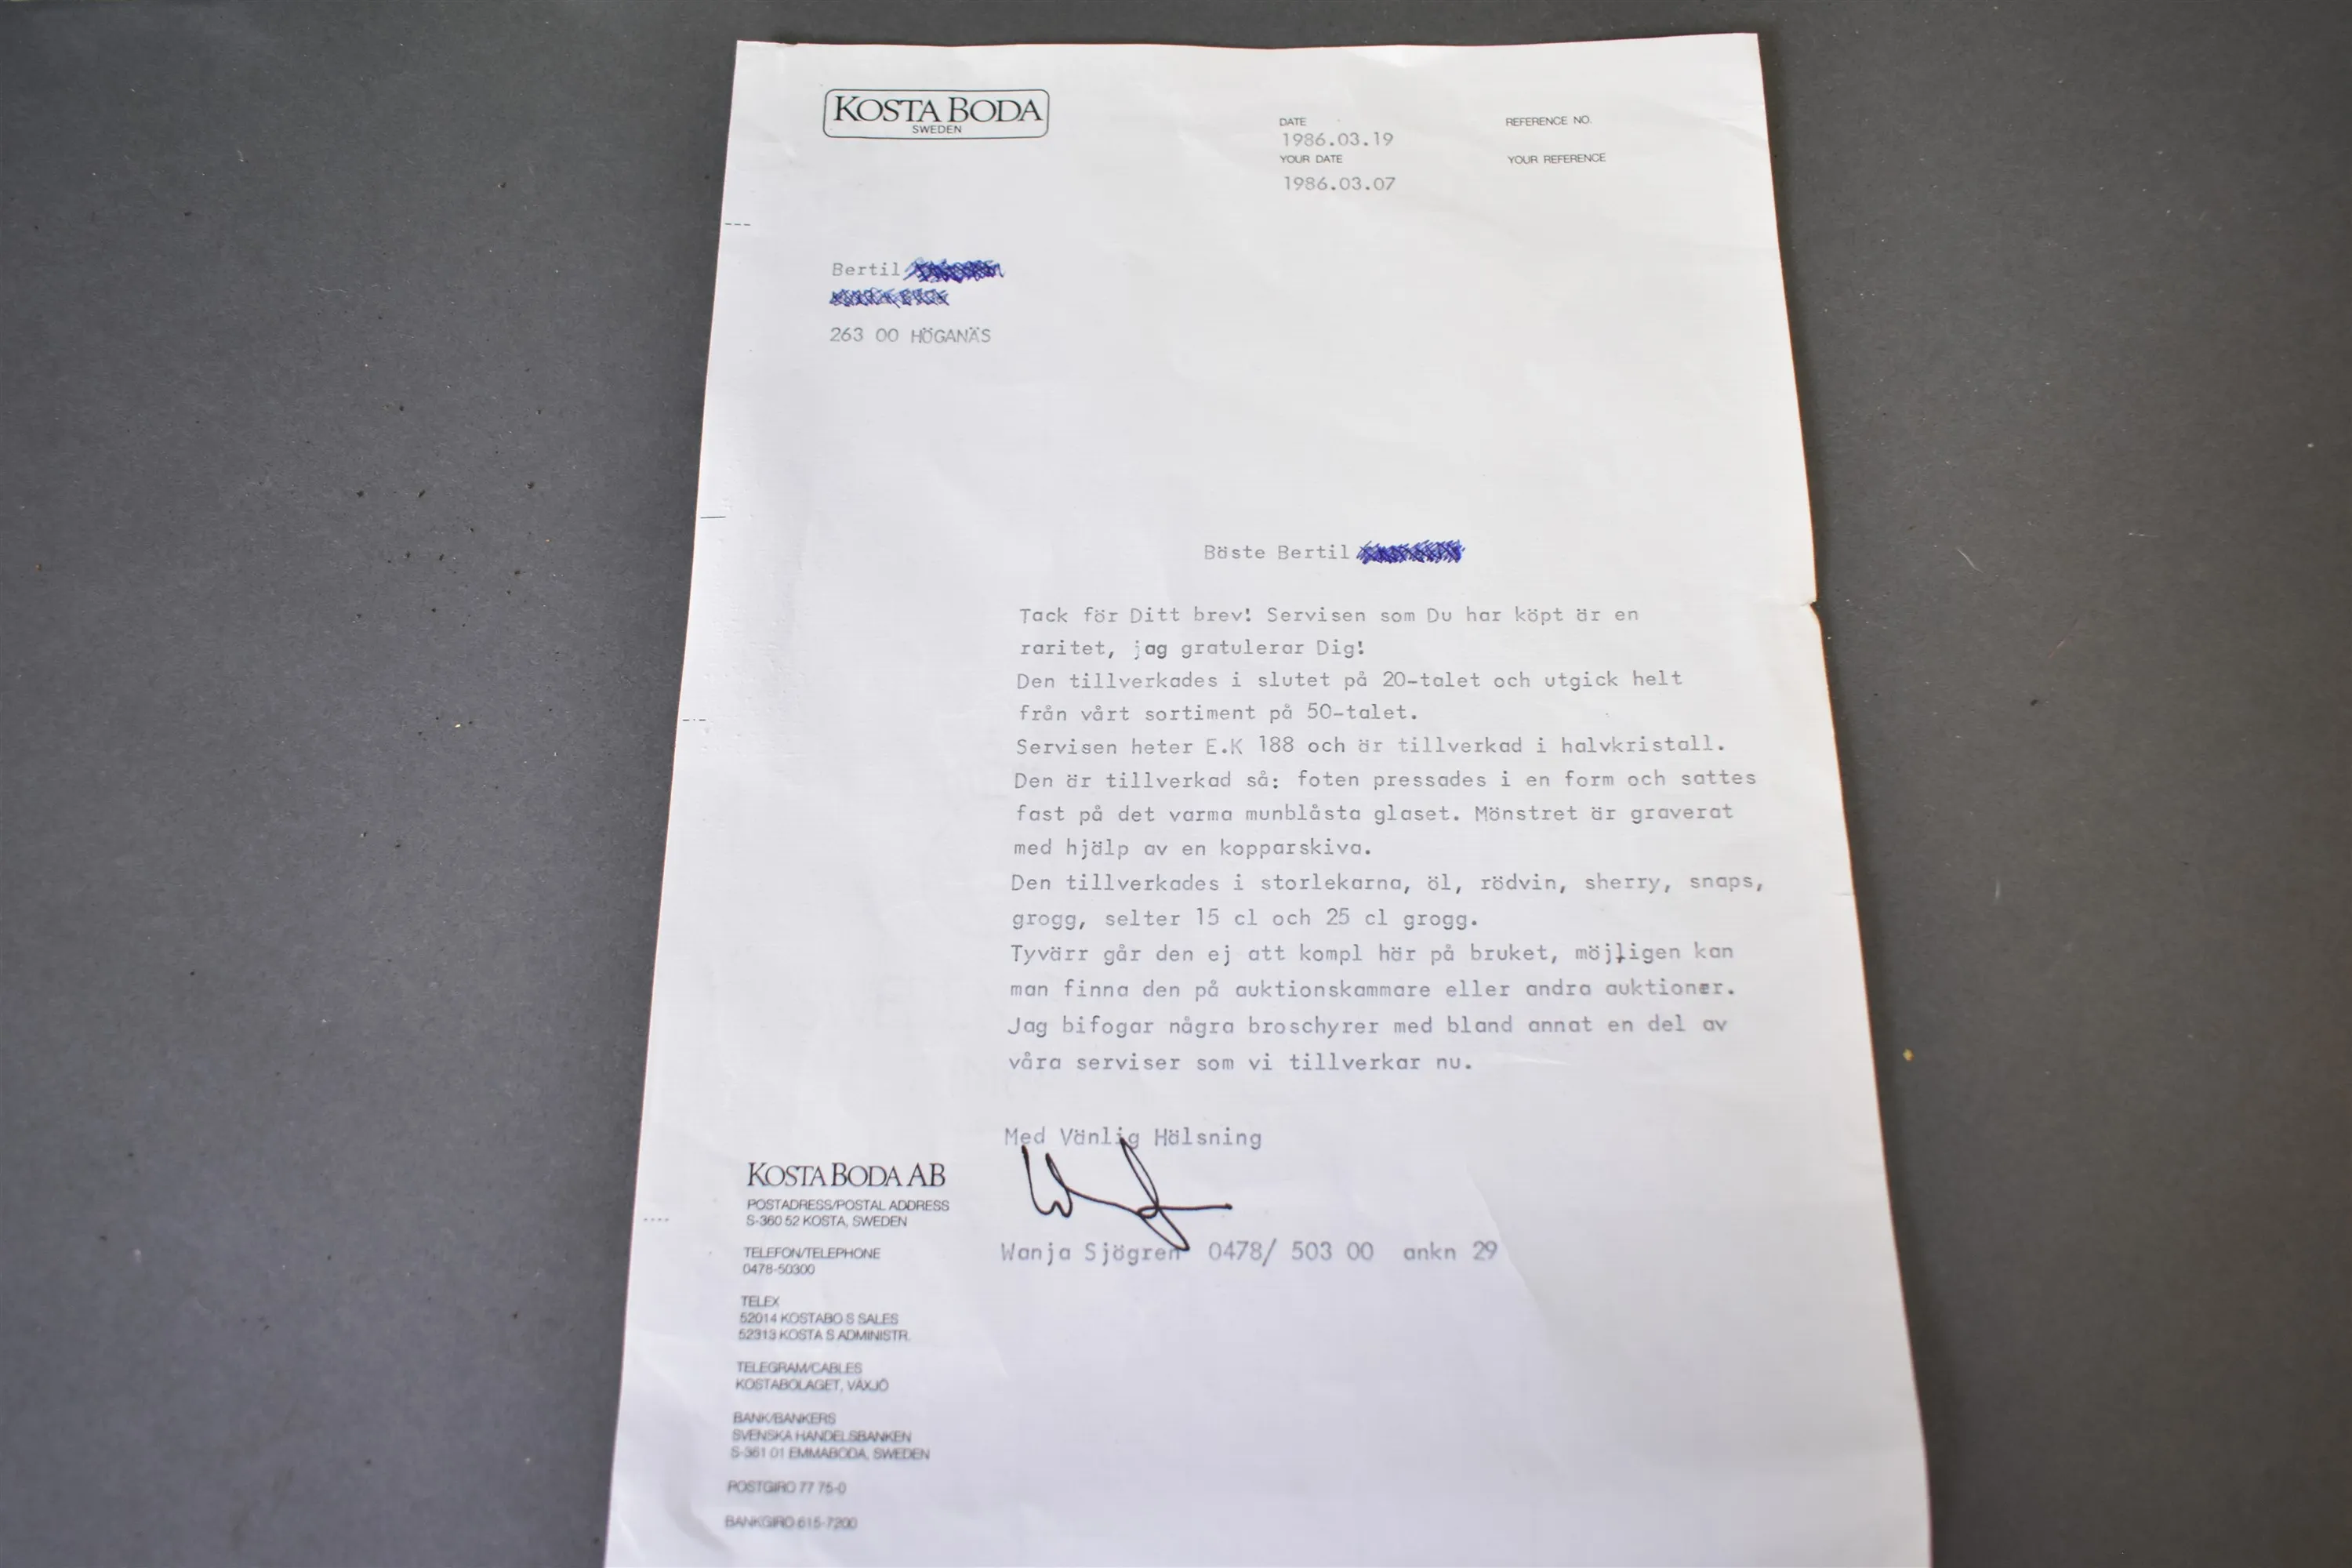 KOSTA BODA
SWEDEN
DATE
1986.03.19
YOUR DATE
1986.03.07
REFERENCE NO.
YOUR REFERENCE
Bertil
263 00 HÖGANÄS
Bäste Bertil
Tack för Ditt brev! Servisen som Du har köpt är en
raritet, jag gratulerar Dig!
Den tillverkades i slutet på 20-talet och utgick helt
från vårt sortiment på 50-talet.
Servisen heter E.K 188 och är tillverkad i halvkristall.
Den är tillverkad så: foten pressades i en form och sattes
fast på det varma munblåsta glaset. Mönstret är graverat
med hjälp av en kopparskiva.
Den tillverkades i storlekarna, öl, rödvin, sherry, snaps,
grogg, selter 15 cl och 25 cl grogg.
Tyvärr går den ej att kompl här på bruket, möjligen kan
man finna den på auktionskammare eller andra auktioner.
Jag bifogar några broschyrer med bland annat en del av
våra serviser som vi tillverkar nu.
Med Vänlig Hälsning
Wanja Sjögren 0478/ 503 00 ankn 29
KOSTA BODA AB
POSTADRESS/POSTAL ADDRESS
S-360 52 KOSTA, SWEDEN
TELEFON/TELEPHONE
0478-50300
TELEX
52014 KOSTABO S SALES
52313 KOSTA S ADMINISTR.
TELEGRAM/CABLES
KOSTABOLAGET, VÄXJÖ
BANK/BANKERS
SVENSKA HANDELSBANKEN
S-361 01 EMMABODA, SWEDEN
POSTGIRO 77 75-0
BANKGIRO 615-7200